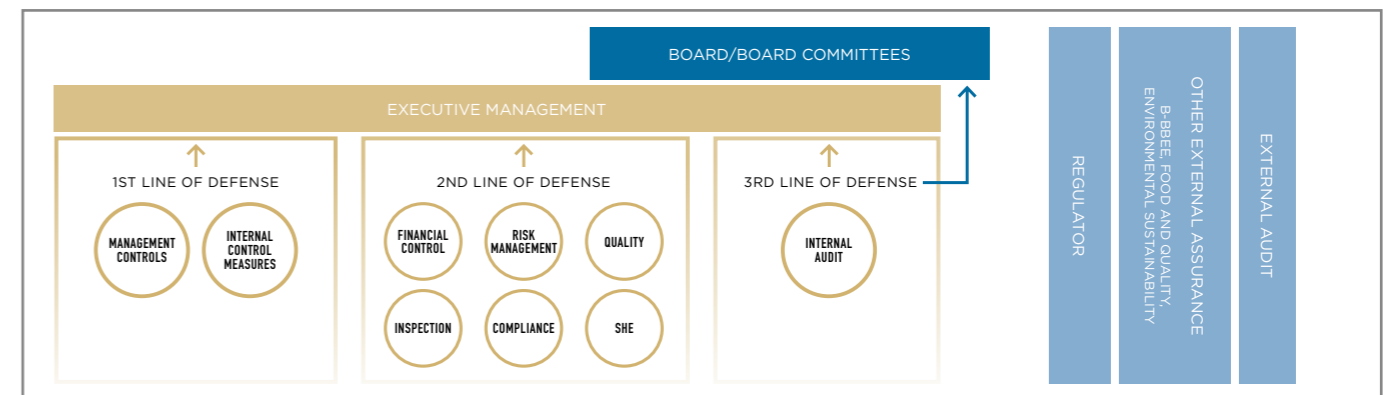 BOARD/BOARD COMMITTEES
EXECUTIVE MANAGEMENT
1ST LINE OF DEFENSE
MANAGEMENT
CONTROLS
INTERNAL
CONTROL
MEASURES
2ND LINE OF DEFENSE
FINANCIAL
CONTROL
RISK
MANAGEMENT
QUALITY
INSPECTION
COMPLIANCE
SHE
3RD LINE OF DEFENSE
INTERNAL
AUDIT
REGULATOR
OTHER EXTERNAL ASSURANCE
B-BBEE, FOOD AND QUALITY,
ENVIRONMENTAL SUSTAINABILITY
EXTERNAL AUDIT